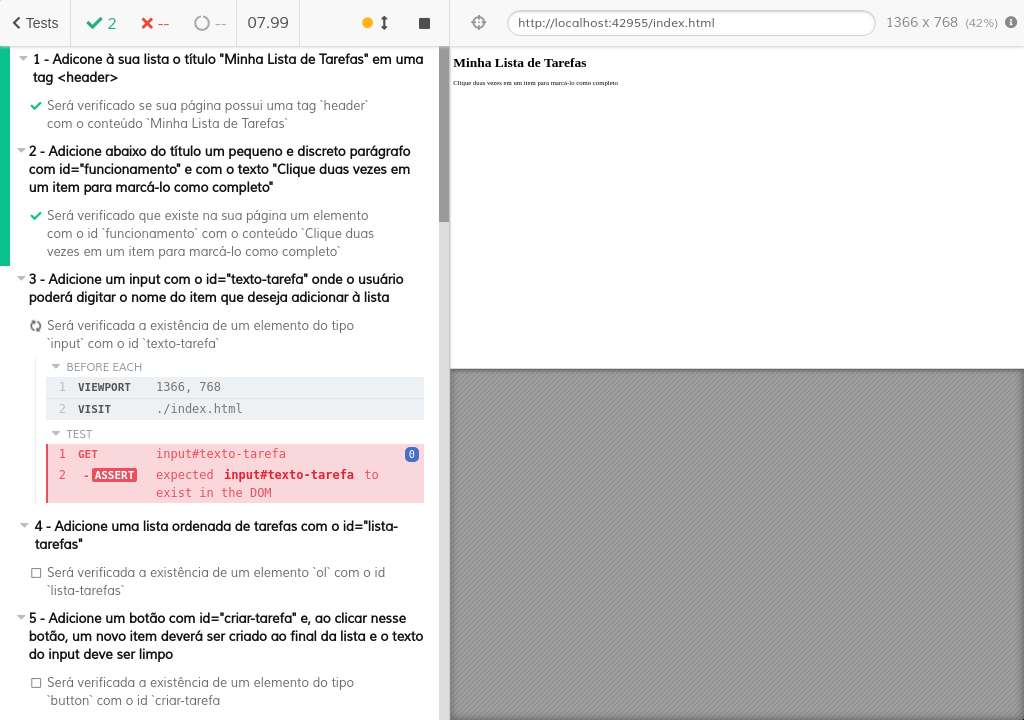 Tests
2
--
--
07.99
http://localhost:42955/index.html
1366 x 768 (42%)
1 - Adicone à sua lista o título "Minha Lista de Tarefas" em uma
tag <header>
Será verificado se sua página possui uma tag `header`
com o conteúdo `Minha Lista de Tarefas`
2 - Adicione abaixo do título um pequeno e discreto parágrafo
com id="funcionamento" e com o texto "Clique duas vezes em
um item para marcá-lo como completo"
Será verificado que existe na sua página um elemento
com o id `funcionamento` com o conteúdo `Clique duas
vezes em um item para marcá-lo como completo`
3 - Adicione um input com o id="texto-tarefa" onde o usuário
poderá digitar o nome do item que deseja adicionar à lista
Será verificada a existência de um elemento do tipo
`input` com o id `texto-tarefa`
BEFORE EACH
1 VIEWPORT 1366, 768
2 VISIT ./index.html
TEST
1 GET input#texto-tarefa 0
2 -ASSERT expected input#texto-tarefa to
exist in the DOM
4 - Adicione uma lista ordenada de tarefas com o id="lista-
tarefas"
Será verificada a existência de um elemento `ol` com o id
`lista-tarefas`
5 - Adicione um botão com id="criar-tarefa" e, ao clicar nesse
botão, um novo item deverá ser criado ao final da lista e o texto
do input deve ser limpo
Será verificada a existência de um elemento do tipo
`button` com o id `criar-tarefa
Minha Lista de Tarefas
Clique duas vezes em um item para marcá-lo como completo